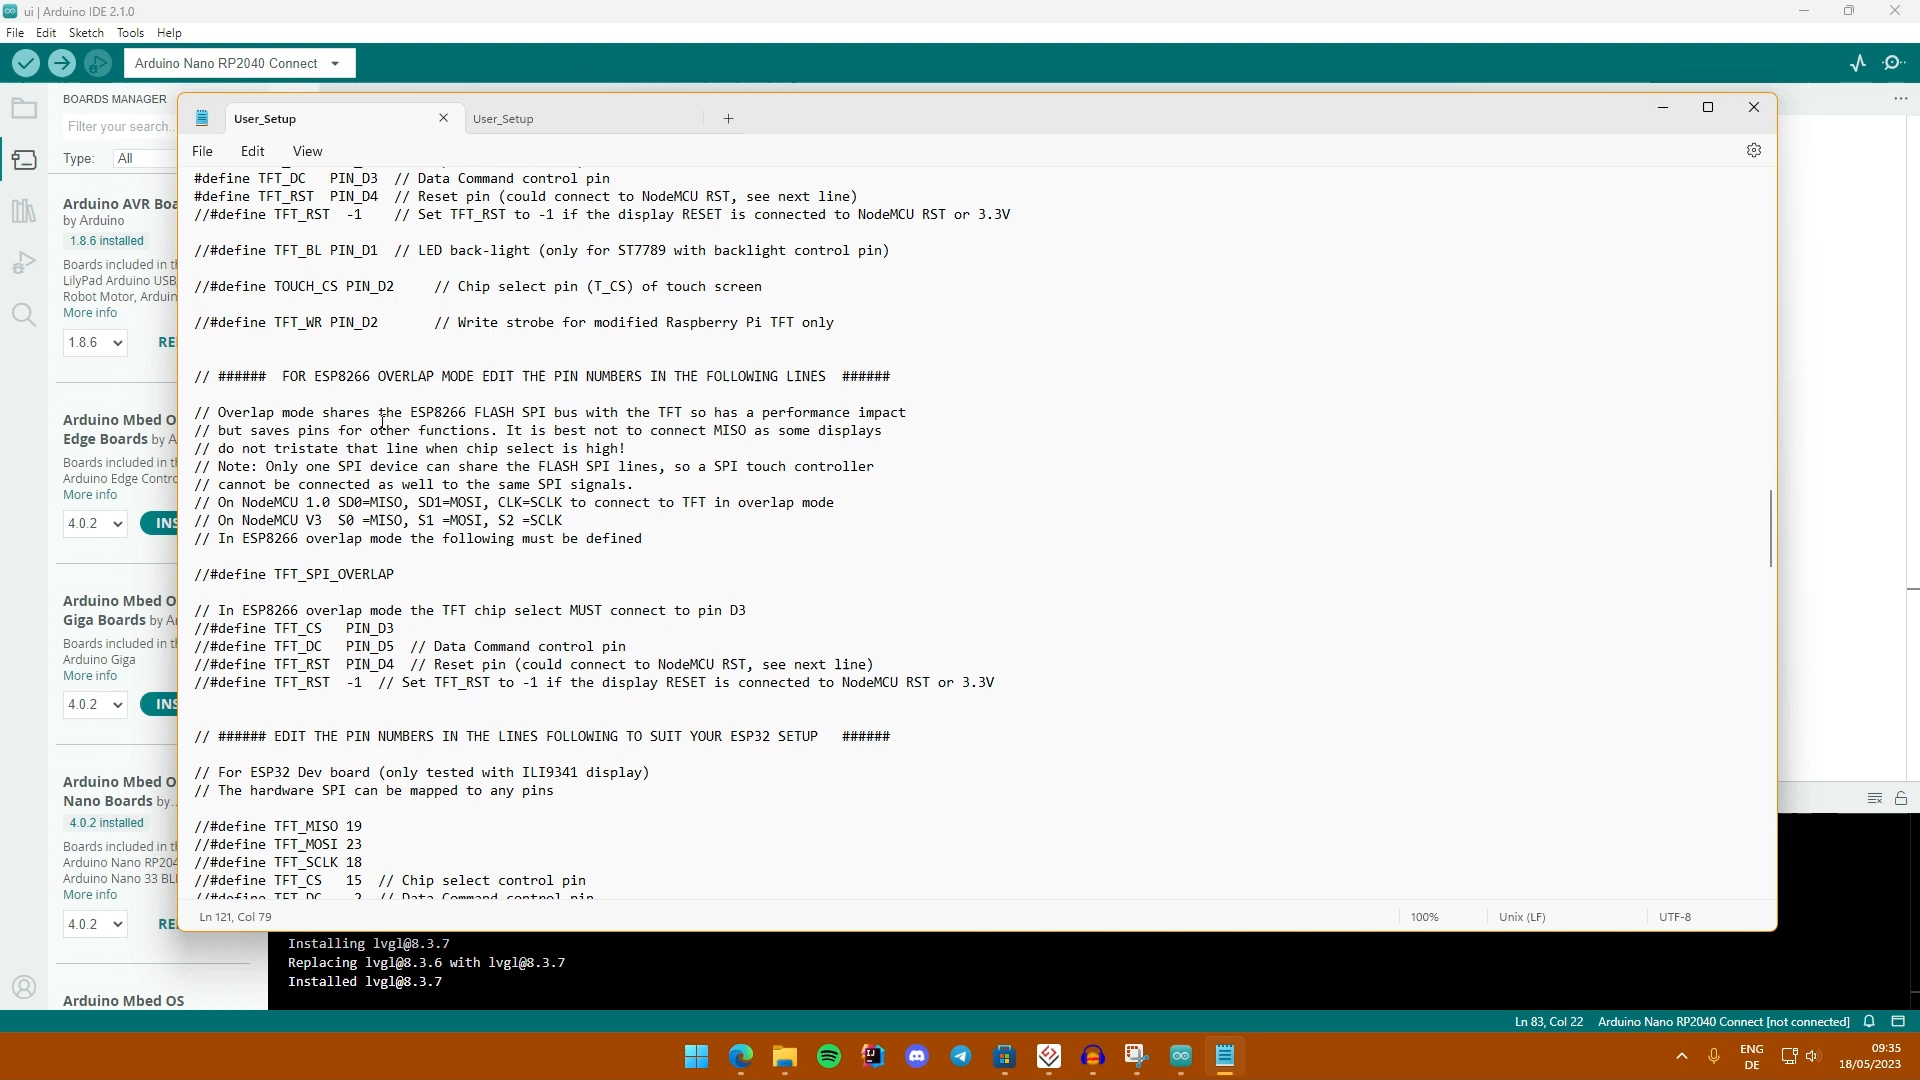 ui | Arduino IDE 2.1.0
File Edit Sketch Tools Help
Arduino Nano RP2040 Connect
BOARDS MANAGER
Filter your search...
Type: All
Arduino AVR Boa
by Arduino
1.8.6 installed
Boards included in th
LilyPad Arduino USB
Robot Motor, Arduin
More info
1.8.6 RE
Arduino Mbed O
Edge Boards by A
Boards included in th
Arduino Edge Contro
More info
4.0.2 INS
Arduino Mbed O
Giga Boards by Ar
Boards included in th
Arduino Giga
More info
4.0.2 INS
Arduino Mbed O
Nano Boards by...
4.0.2 installed
Boards included in th
Arduino Nano RP204
Arduino Nano 33 BL
More info
4.0.2 RE
Arduino Mbed OS
User_Setup User_Setup
File Edit View
#define TFT_DC   PIN_D3  // Data Command control pin
#define TFT_RST  PIN_D4  // Reset pin (could connect to NodeMCU RST, see next line)
//#define TFT_RST  -1    // Set TFT_RST to -1 if the display RESET is connected to NodeMCU RST or 3.3V
//#define TFT_BL PIN_D1  // LED back-light (only for ST7789 with backlight control pin)
//#define TOUCH_CS PIN_D2     // Chip select pin (T_CS) of touch screen
//#define TFT_WR PIN_D2       // Write strobe for modified Raspberry Pi TFT only
// ######  FOR ESP8266 OVERLAP MODE EDIT THE PIN NUMBERS IN THE FOLLOWING LINES  ######
// Overlap mode shares the ESP8266 FLASH SPI bus with the TFT so has a performance impact
// but saves pins for other functions. It is best not to connect MISO as some displays
// do not tristate that line when chip select is high!
// Note: Only one SPI device can share the FLASH SPI lines, so a SPI touch controller
// cannot be connected as well to the same SPI signals.
// On NodeMCU 1.0 SD0=MISO, SD1=MOSI, CLK=SCLK to connect to TFT in overlap mode
// On NodeMCU V3  S0 =MISO, S1 =MOSI, S2 =SCLK
// In ESP8266 overlap mode the following must be defined
//#define TFT_SPI_OVERLAP
// In ESP8266 overlap mode the TFT chip select MUST connect to pin D3
//#define TFT_CS   PIN_D3
//#define TFT_DC   PIN_D5  // Data Command control pin
//#define TFT_RST  PIN_D4  // Reset pin (could connect to NodeMCU RST, see next line)
//#define TFT_RST  -1  // Set TFT_RST to -1 if the display RESET is connected to NodeMCU RST or 3.3V
// ###### EDIT THE PIN NUMBERS IN THE LINES FOLLOWING TO SUIT YOUR ESP32 SETUP   ######
// For ESP32 Dev board (only tested with ILI9341 display)
// The hardware SPI can be mapped to any pins
//#define TFT_MISO 19
//#define TFT_MOSI 23
//#define TFT_SCLK 18
//#define TFT_CS   15  // Chip select control pin
//#define TFT_DC    2  // Data Command control pin
Ln 121, Col 79 100% Unix (LF) UTF-8
Installing lvgl@8.3.7
Replacing lvgl@8.3.6 with lvgl@8.3.7
Installed lvgl@8.3.7
Ln 83, Col 22 Arduino Nano RP2040 Connect [not connected]
ENG
DE
09:35
18/05/2023